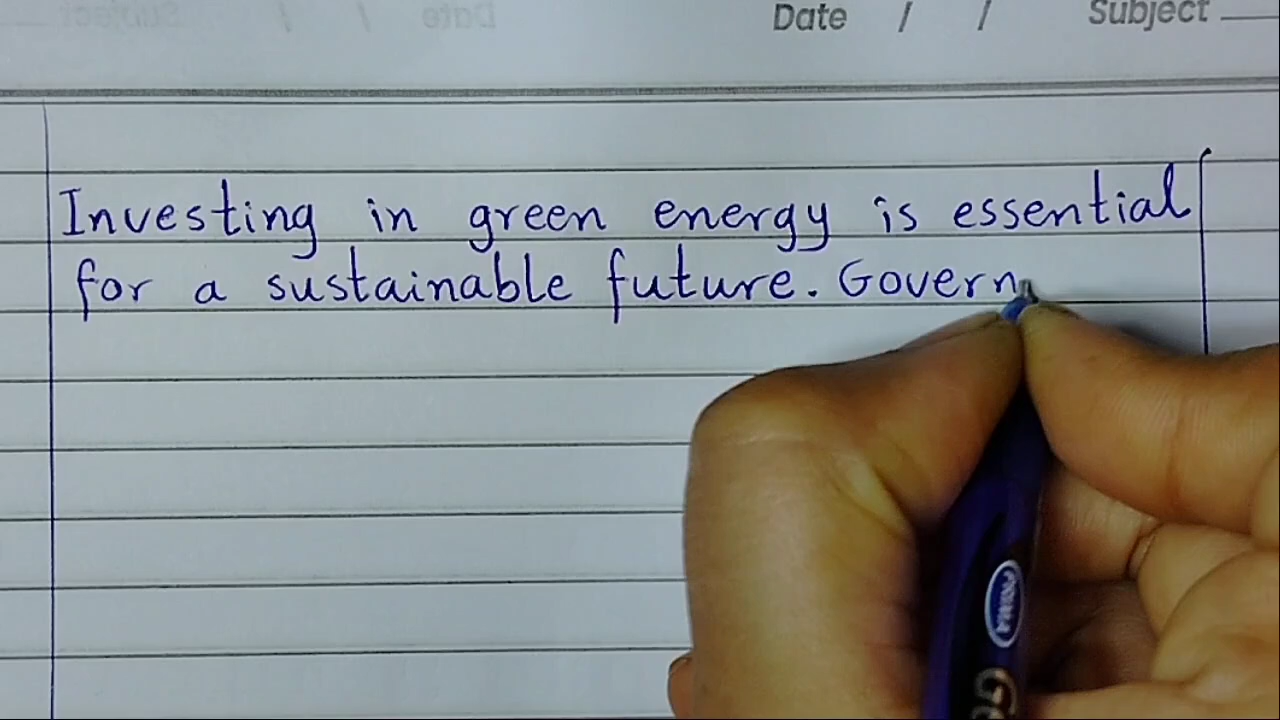 Date / / Subject
Investing in green energy is essential
for a sustainable future. Govern